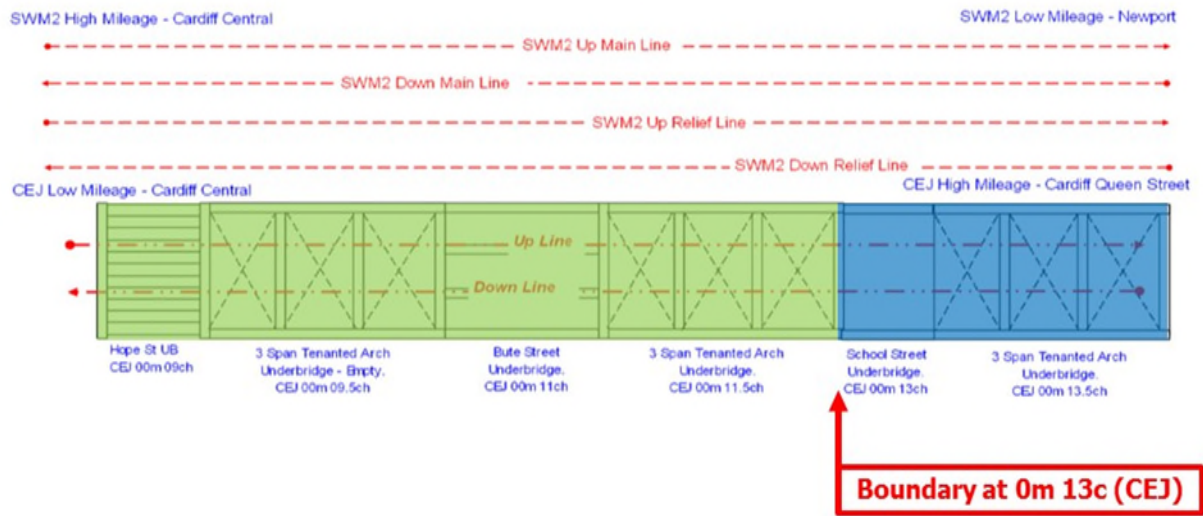 SWM2 High Mileage - Cardiff Central
SWM2 Low Mileage - Newport
SWM2 Up Main Line
SWM2 Down Main Line
SWM2 Up Relief Line
SWM2 Down Relief Line
CEJ Low Mileage - Cardiff Central
CEJ High Mileage - Cardiff Queen Street
Up Line
Down Line
Hope St UB
CEJ 00m 09ch
3 Span Tenanted Arch
Underbridge - Empty.
CEJ 00m 09.5ch
Bute Street
Underbridge.
CEJ 00m 11ch
3 Span Tenanted Arch
Underbridge.
CEJ 00m 11.5ch
School Street
Underbridge.
CEJ 00m 13ch
3 Span Tenanted Arch
Underbridge.
CEJ 00m 13.5ch
Boundary at 0m 13c (CEJ)